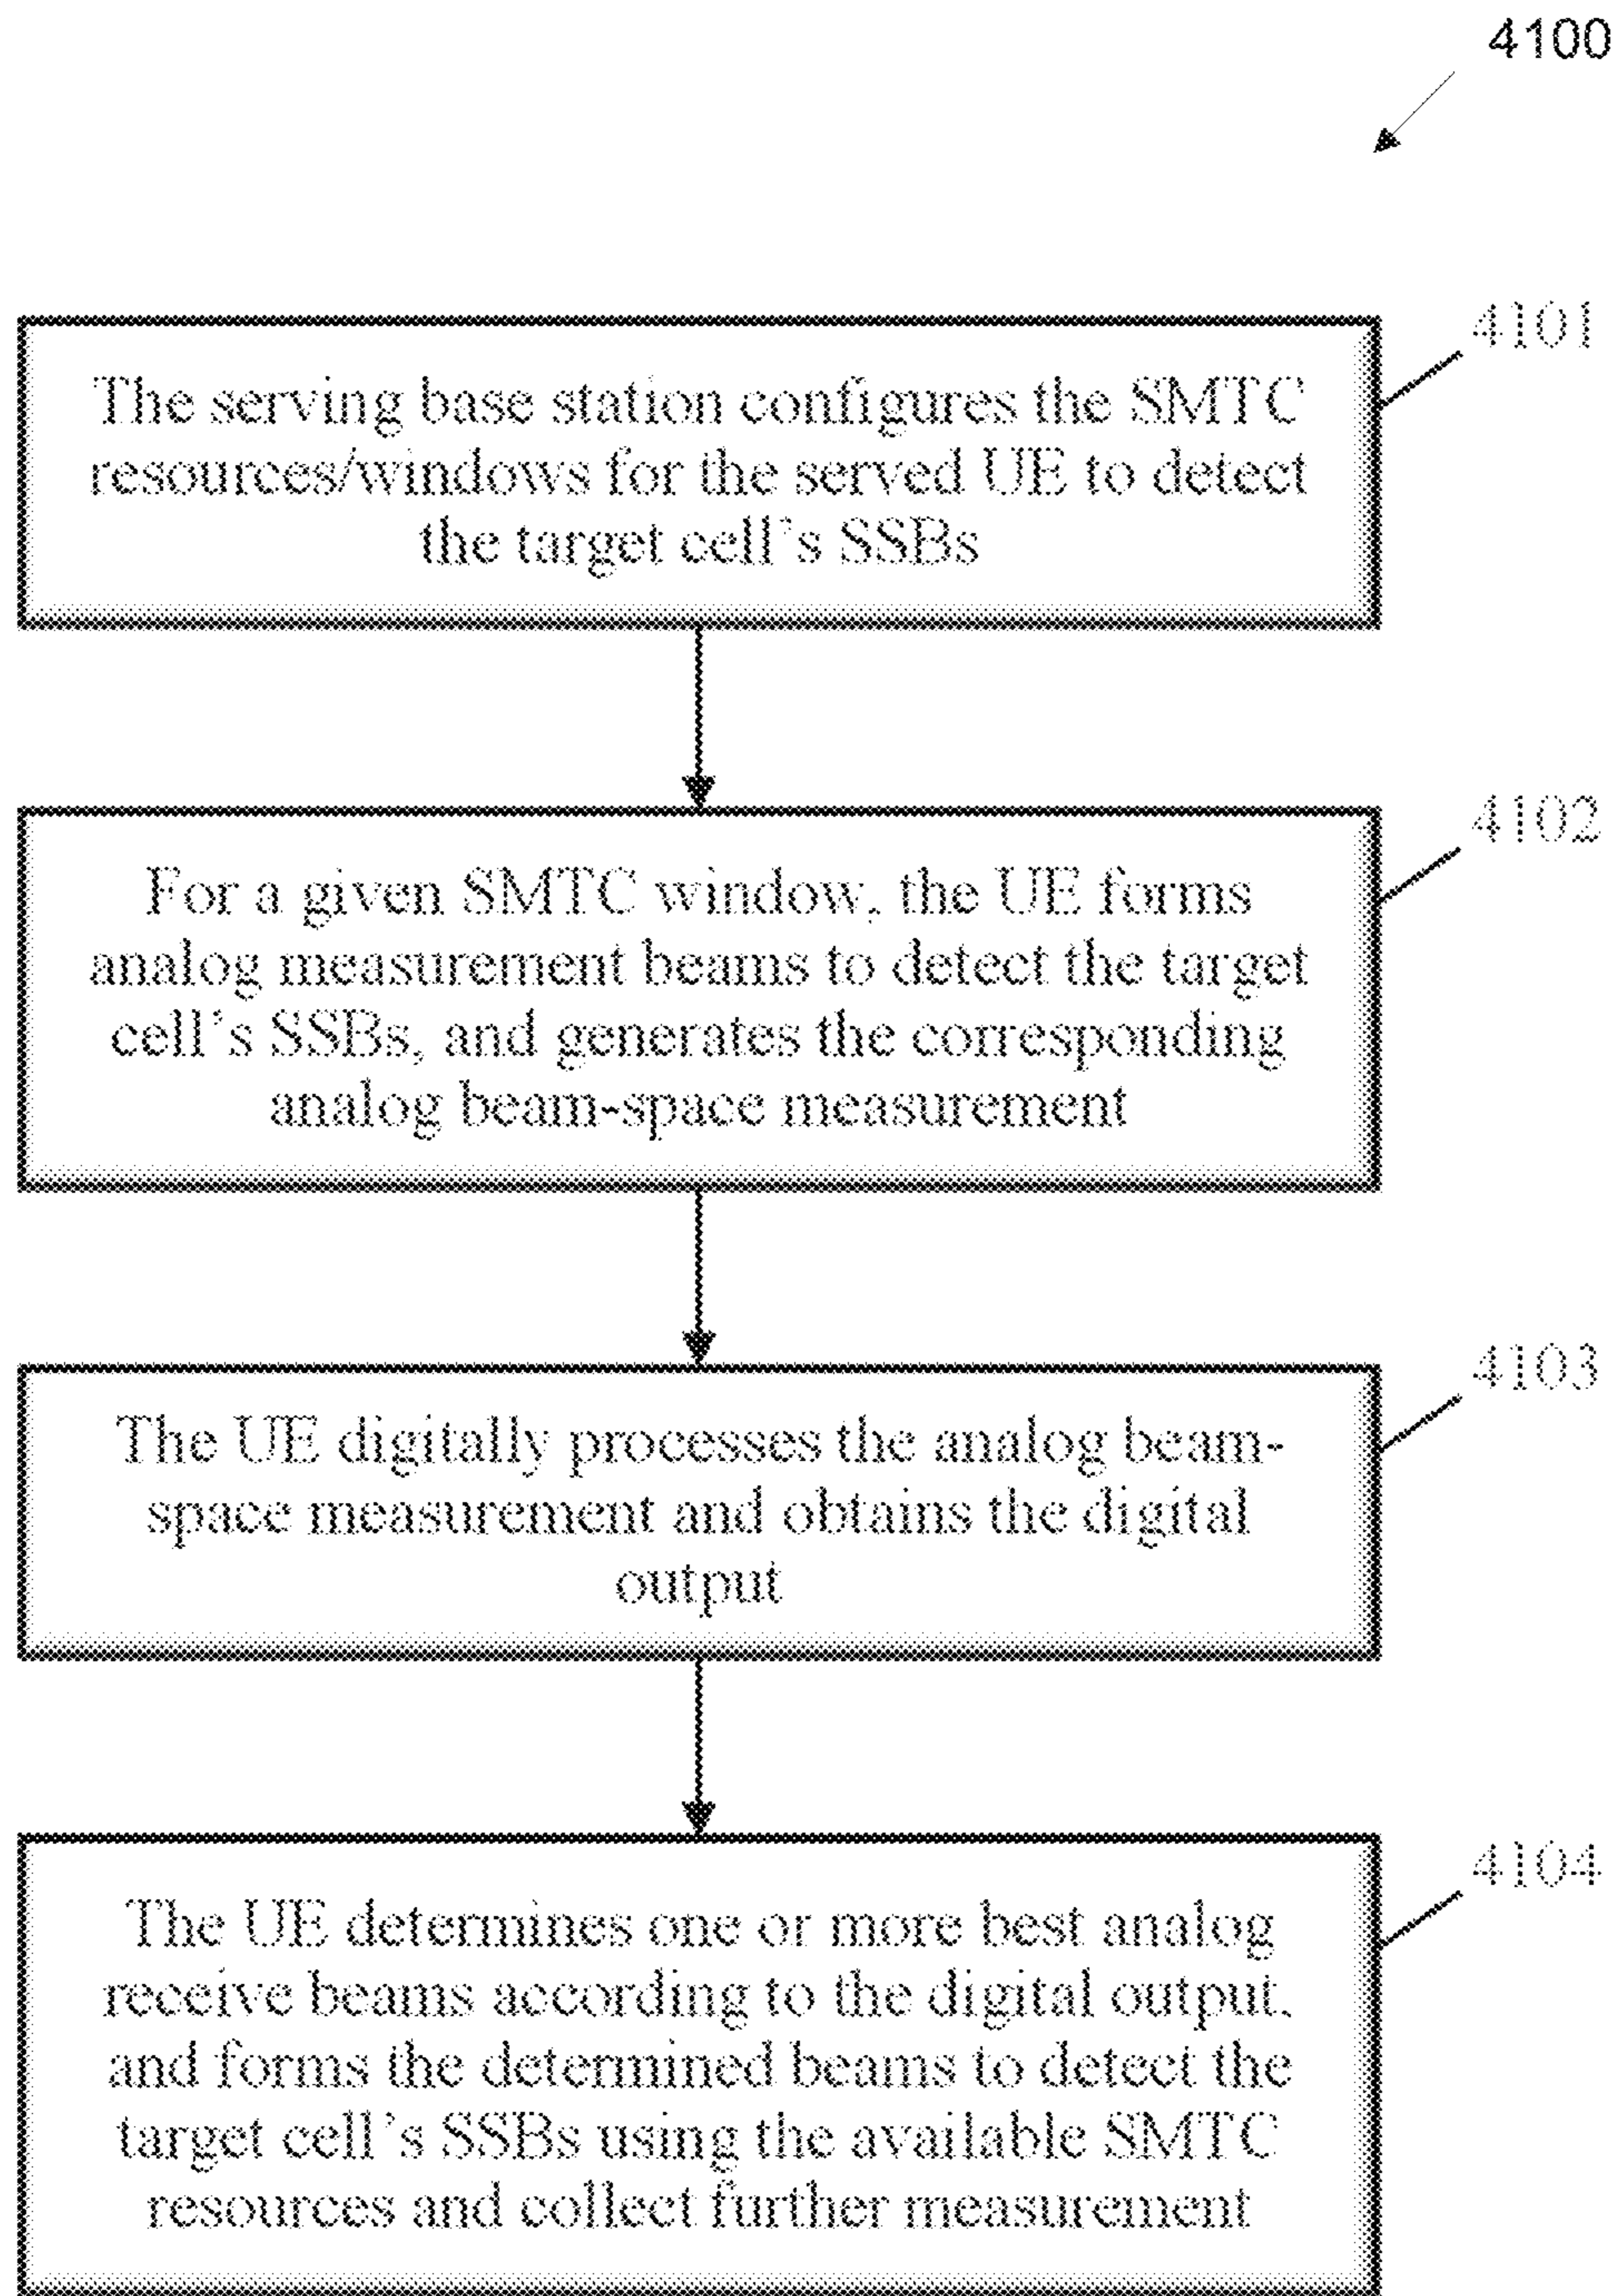 4100
4101
The serving base station configures the SMTC
resources/windows for the served UE to detect
the target cell's SSBs
4102
For a given SMTC window, the UE forms
analog measurement beams to detect the target
cell's SSBs, and generates the corresponding
analog beam-space measurement
4103
The UE digitally processes the analog beam-
space measurement and obtains the digital
output
4104
The UE determines one or more best analog
receive beams according to the digital output,
and forms the determined beams to detect the
target cell's SSBs using the available SMTC
resources and collect further measurement